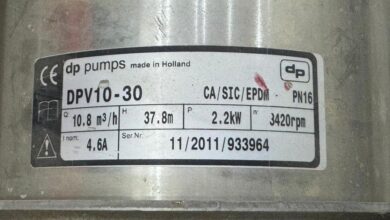 CE dp pumps made in Holland dp
DPV10-30 CA/SIC/EPDM PN16
Q H P n
10.8 m³/h 37.8m 2.2kW 3420rpm
I nom: Ser Nr.
4.6A 11/2011/933964